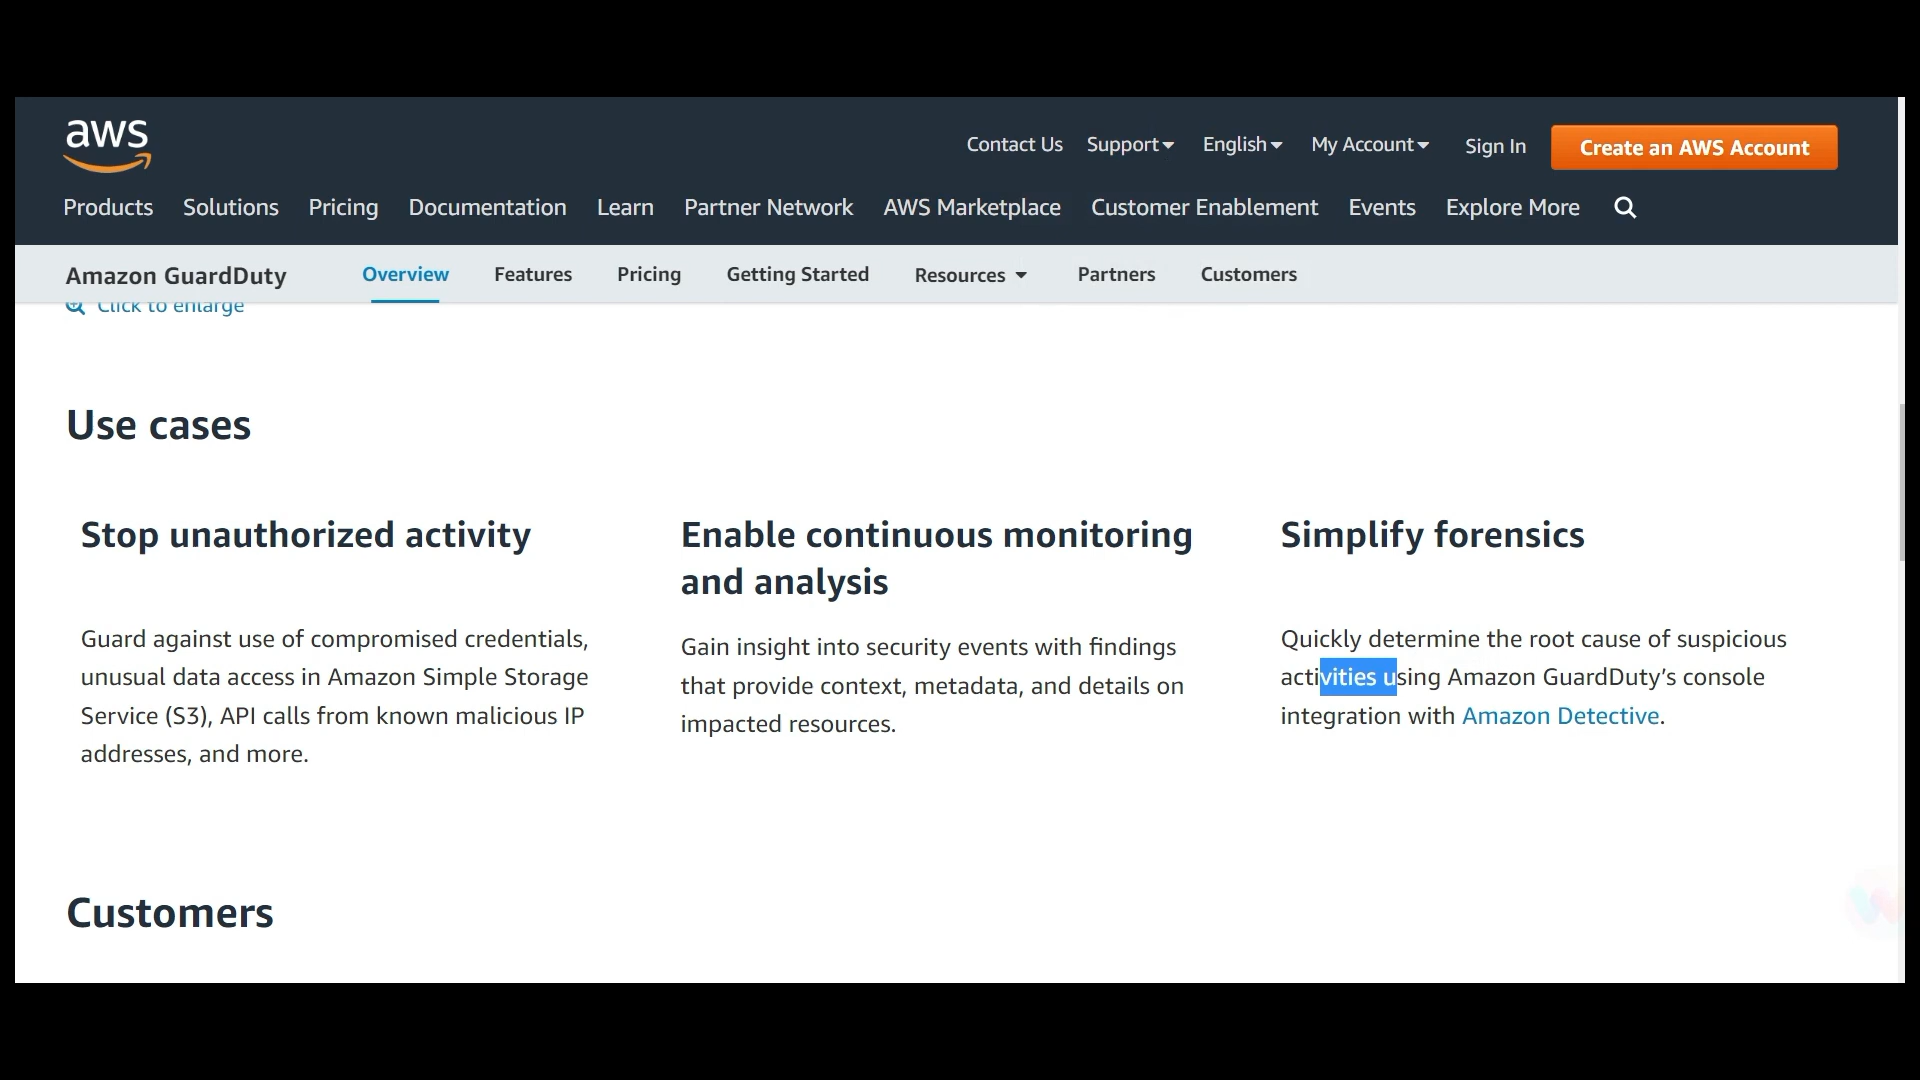 aws
Contact Us Support English My Account Sign In Create an AWS Account
Products Solutions Pricing Documentation Learn Partner Network AWS Marketplace Customer Enablement Events Explore More
Amazon GuardDuty Overview Features Pricing Getting Started Resources Partners Customers
Click to enlarge
Use cases
Stop unauthorized activity
Guard against use of compromised credentials,
unusual data access in Amazon Simple Storage
Service (S3), API calls from known malicious IP
addresses, and more.
Enable continuous monitoring
and analysis
Gain insight into security events with findings
that provide context, metadata, and details on
impacted resources.
Simplify forensics
Quickly determine the root cause of suspicious
activities using Amazon GuardDuty’s console
integration with Amazon Detective.
Customers